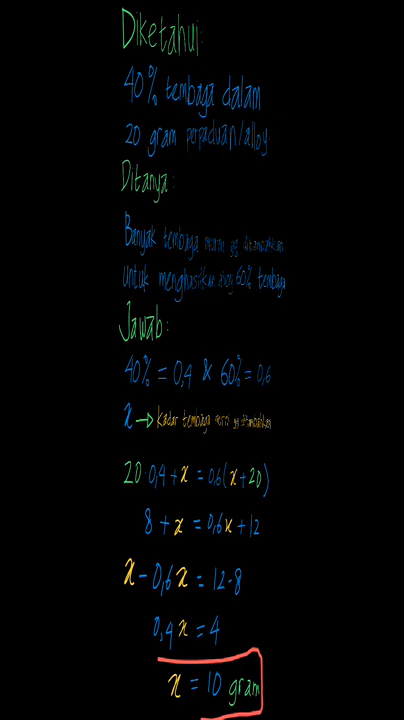 Diketahui:
40% tembaga dalam
20 gram perpaduan/alloy
Ditanya:
Banyak tembaga murni yg ditambahkan
untuk menghasilkan alloy 60% tembaga
Jawab:
40% = 0,4 & 60% = 0,6
x → Kadar tembaga murni yg ditambahkan
20 0,4 + x = 0,6(x + 20)
8 + x = 0,6x + 12
x - 0,6x = 12 - 8
0,4x = 4
x = 10 gram